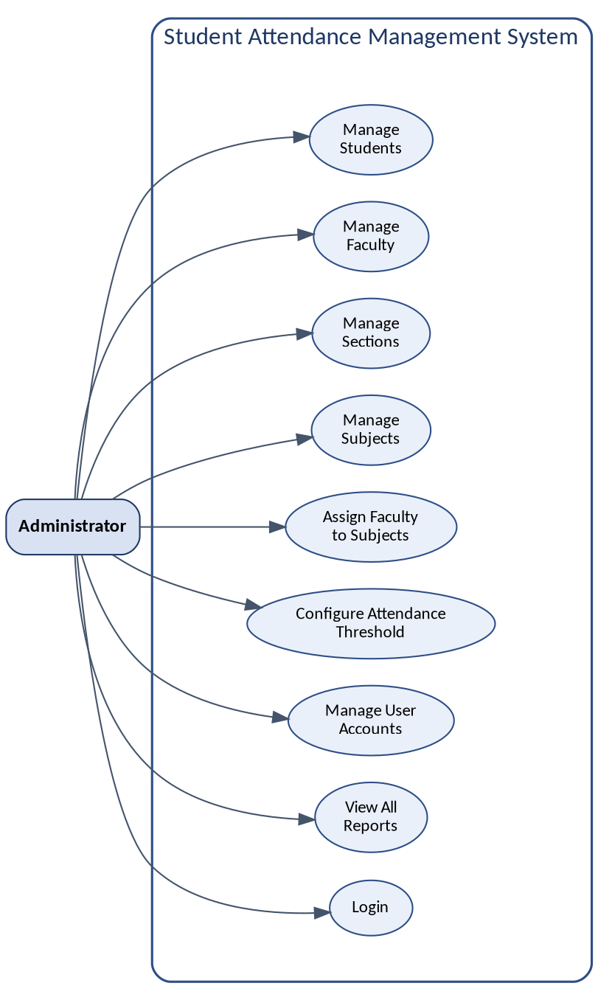 Student Attendance Management System
Manage
Students
Manage
Faculty
Manage
Sections
Manage
Subjects
Administrator
Assign Faculty
to Subjects
Configure Attendance
Threshold
Manage User
Accounts
View All
Reports
Login